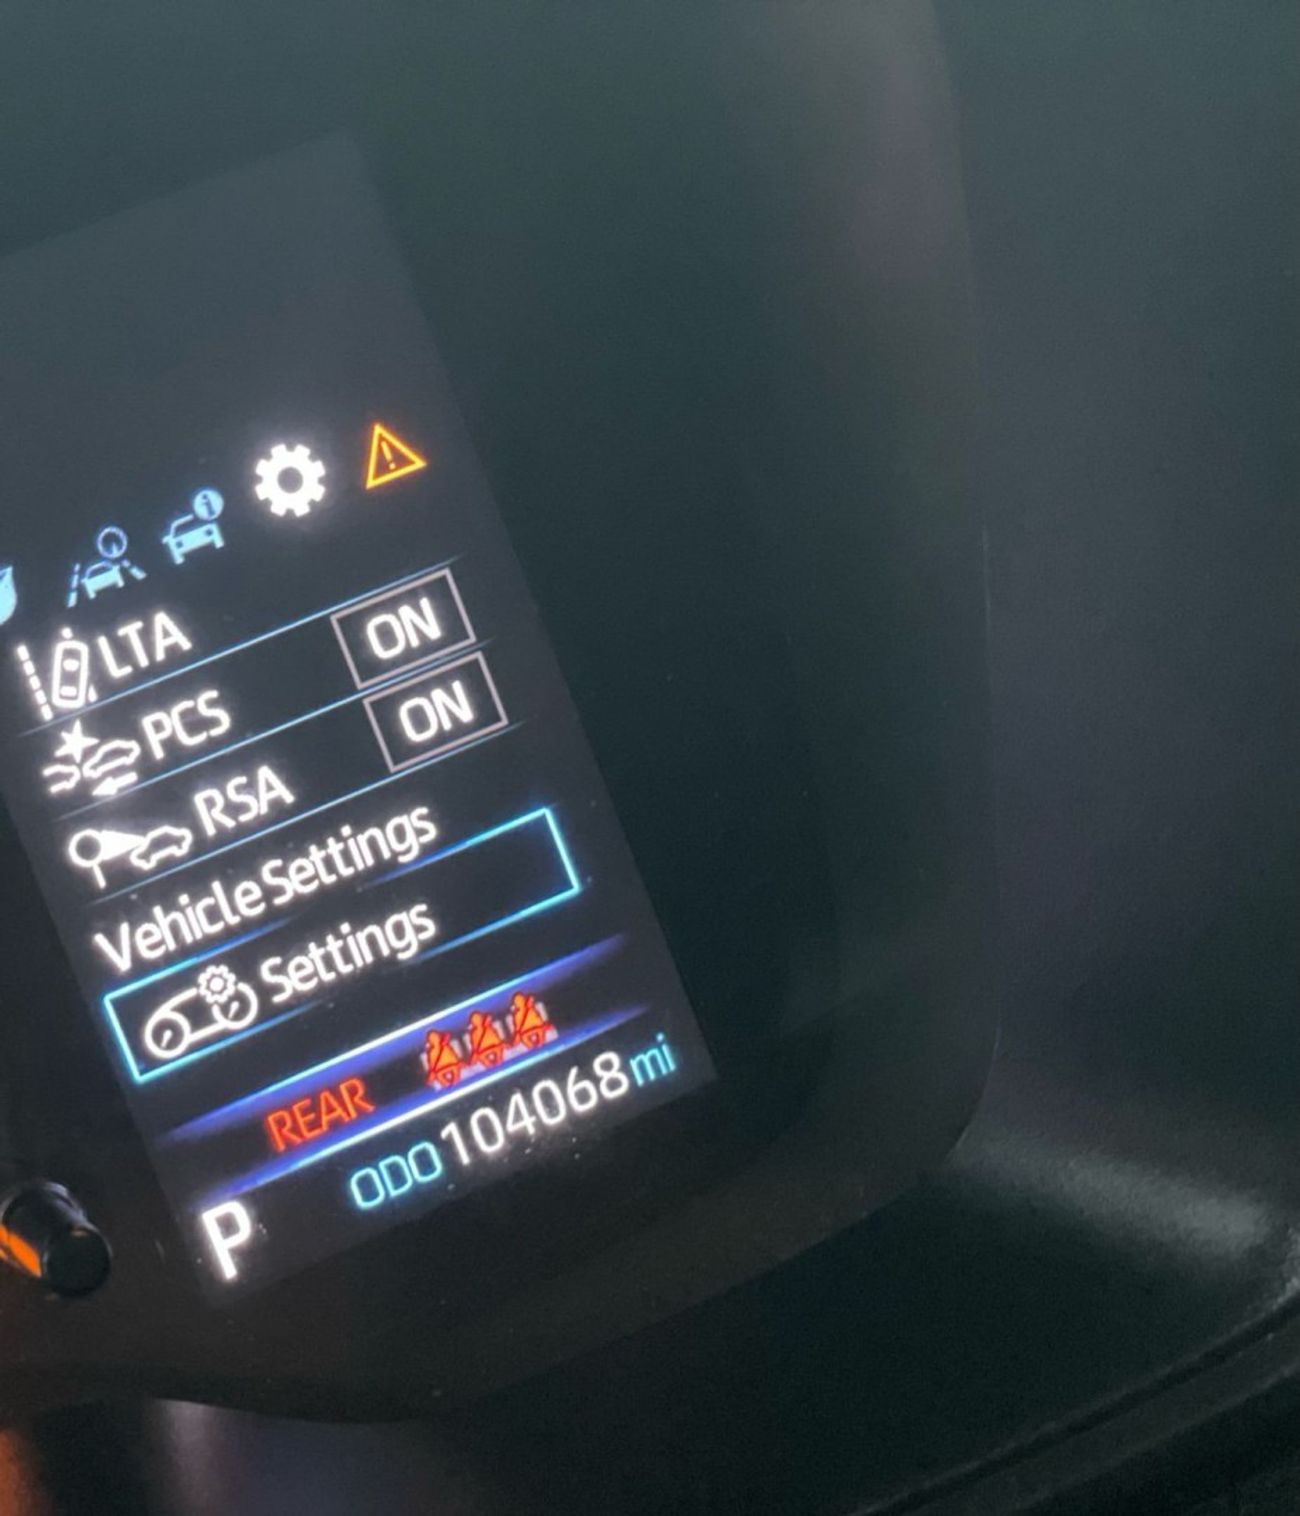 LTA ON
PCS ON
RSA
Vehicle Settings
Settings
REAR
ODO 104068 mi
P